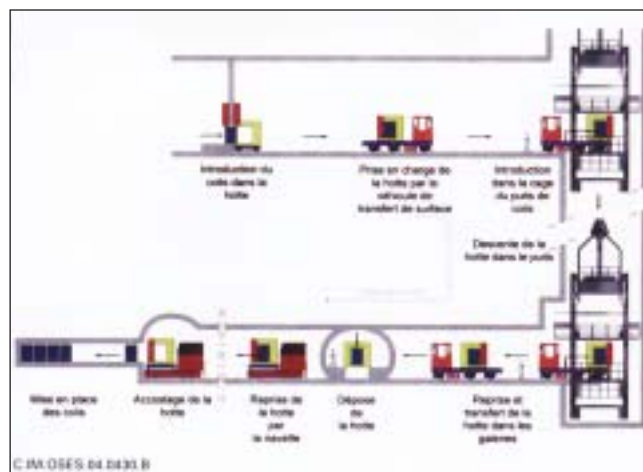 Introduction du
colis dans la
hotte
Prise en charge de
la hotte par le
véhicule de
transfert de surface
Introduction
dans la cage
du puits de
colis
Descente de la
hotte dans le puits
Mise en place
des colis
Accostage de la
hotte
Reprise de
la hotte
par
la navette
Dépose
de
la hotte
Reprise et
transfert de la
hotte dans les
galeries
C.IM.0SES.04.0430.B